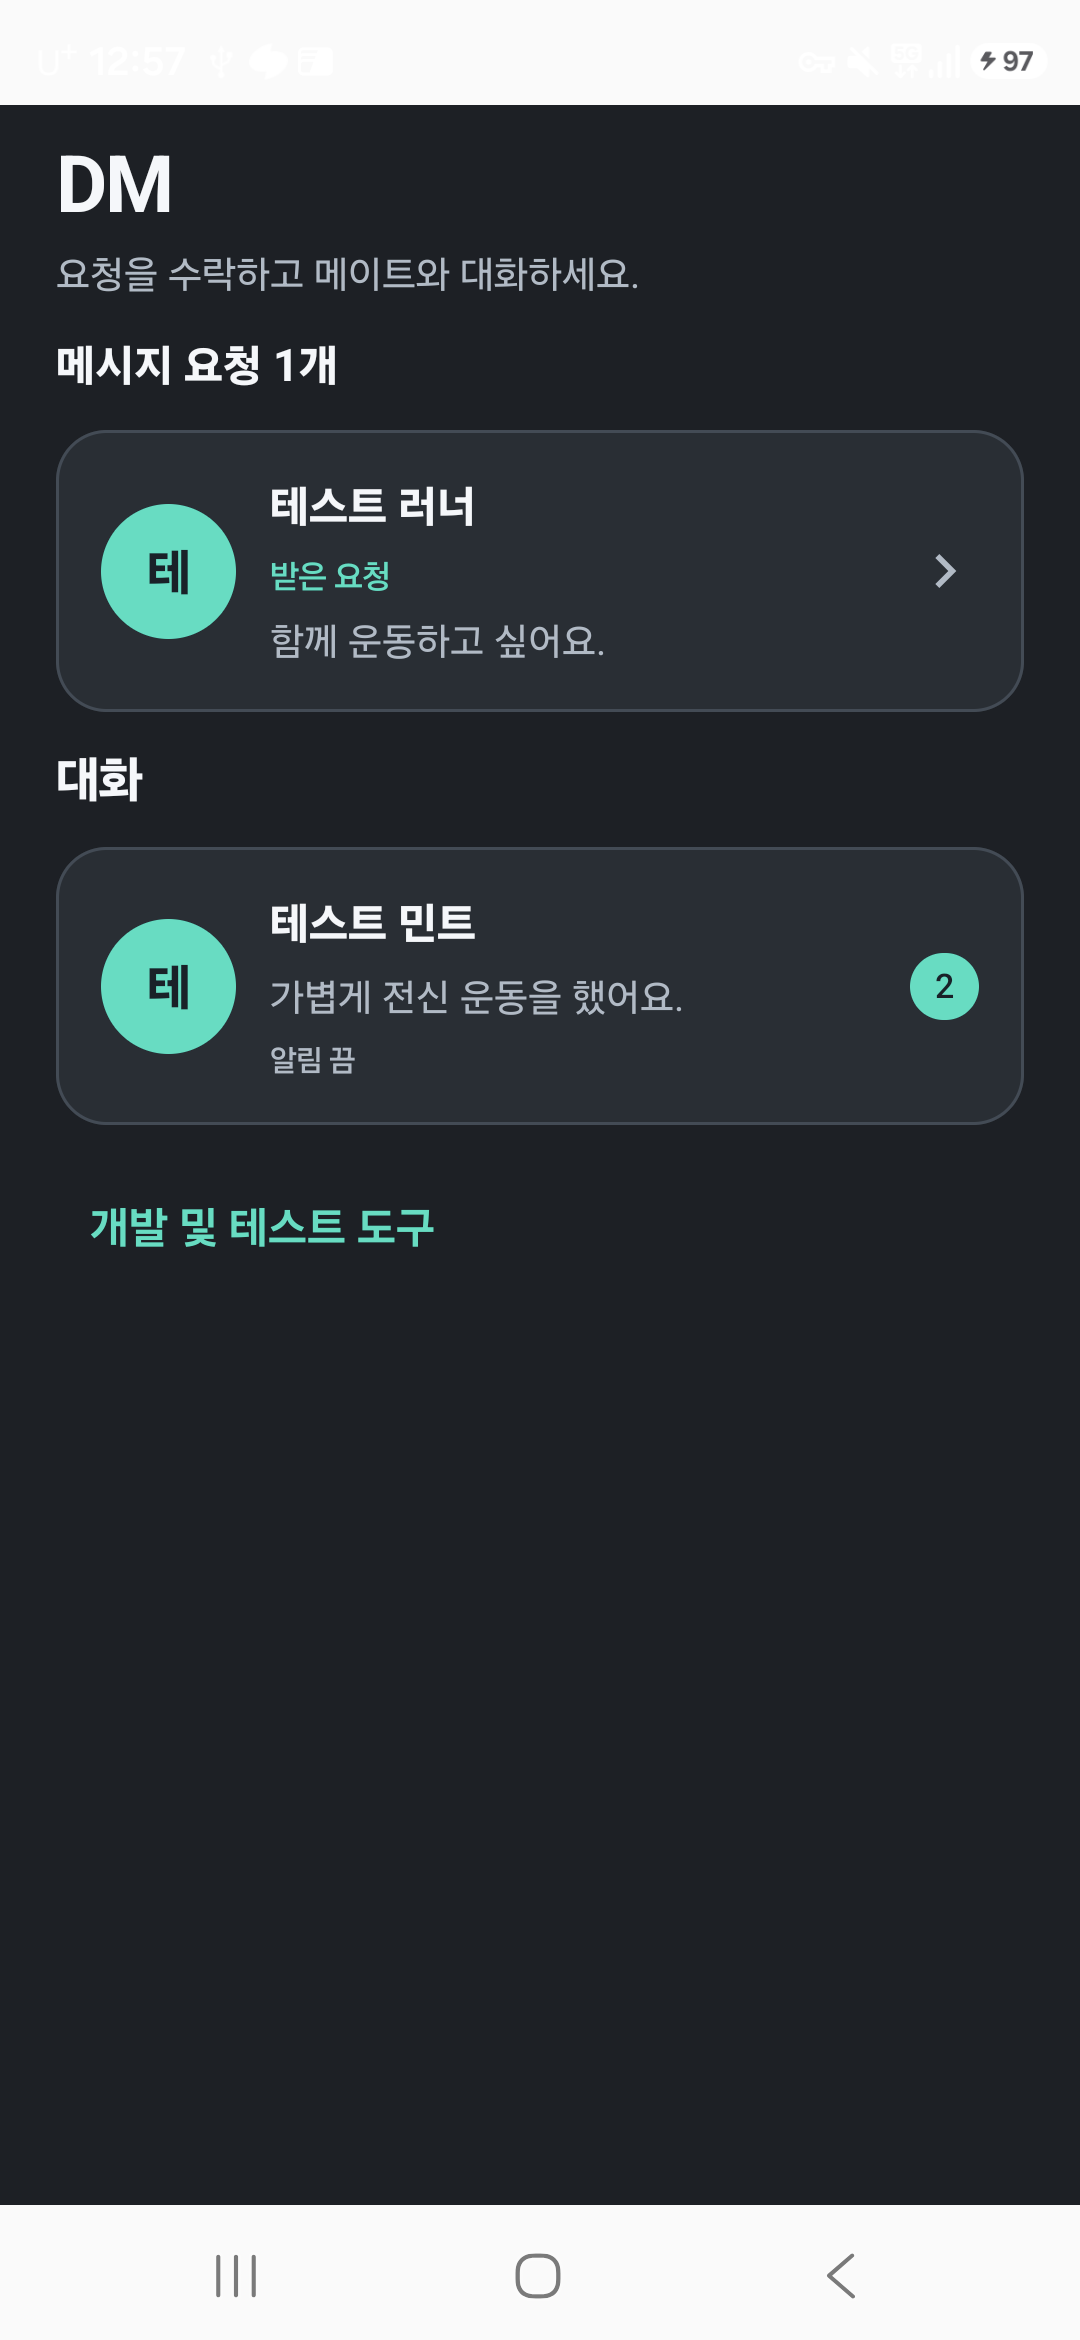 U+ 12:57
97
DM
요청을 수락하고 메이트와 대화하세요.
메시지 요청 1개
테
테스트 러너
받은 요청
함께 운동하고 싶어요.
대화
테
테스트 민트
가볍게 전신 운동을 했어요.
알림 끔
2
개발 및 테스트 도구